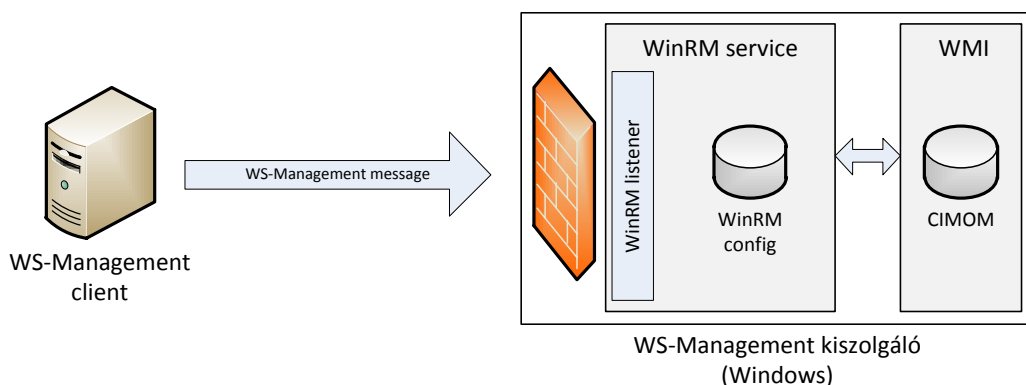 WS-Management
client
WS-Management message
WinRM service
WinRM listener
WinRM
config
WMI
CIMOM
WS-Management kiszolgáló
(Windows)